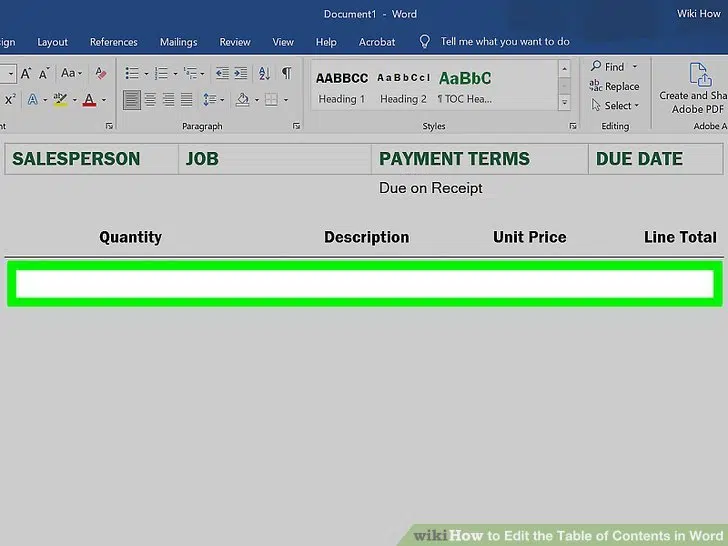 Document1 - Word
Wiki How
sign Layout References Mailings Review View Help Acrobat Tell me what you want to do
Aa
AABBCC AaBbCcI AaBbC
Heading 1 Heading 2 ¶ TOC Hea...
Find
Replace
Select
Create and Sha
Adobe PDF
Paragraph Styles Editing Adobe A
SALESPERSON JOB PAYMENT TERMS DUE DATE
Due on Receipt
Quantity Description Unit Price Line Total
wikiHow to Edit the Table of Contents in Word